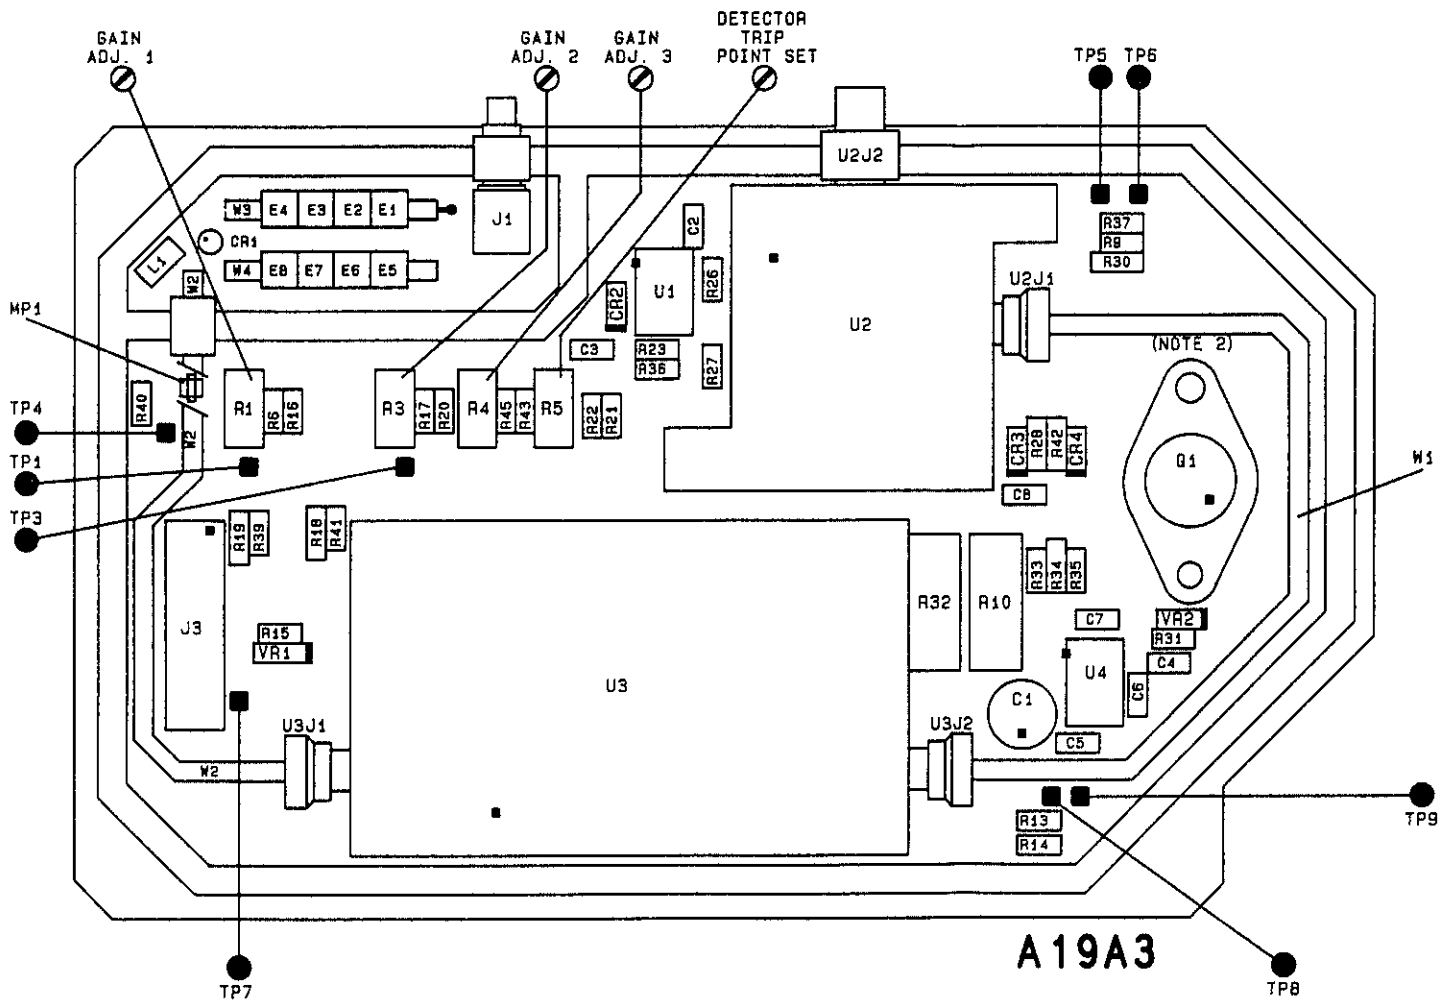 GAIN
ADJ. 1
GAIN
ADJ. 2
GAIN
ADJ. 3
DETECTOR
TRIP
POINT SET
TP5
TP6
U2J2
W3
E4
E3
E2
E1
J1
C2
R37
R9
R30
L1
CR1
W4
E8
E7
E6
E5
W2
U1
R26
CR2
U2
U2J1
MP1
C3
R23
R36
R27
(NOTE 2)
R40
R1
R6
R16
R3
R17
R20
R4
R45
R43
R5
R22
R21
TP4
W2
CR3
R28
R42
CR4
Q1
W1
TP1
C8
TP3
R19
R39
R18
R41
J3
R15
VR1
U3
R32
R10
R33
R34
R35
C7
VR2
R31
C4
U4
C6
C1
C5
U3J1
U3J2
W2
R13
R14
TP9
A19A3
TP7
TP8